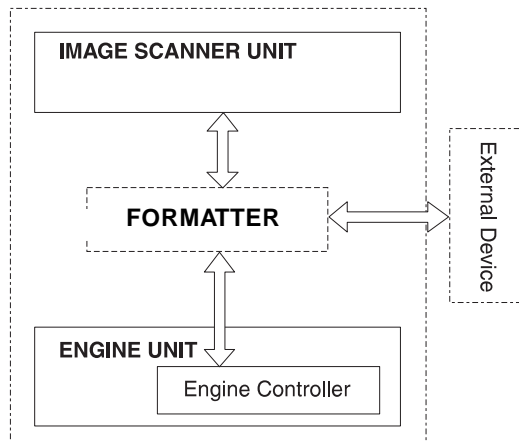 IMAGE SCANNER UNIT
FORMATTER
External Device
ENGINE UNIT
Engine Controller